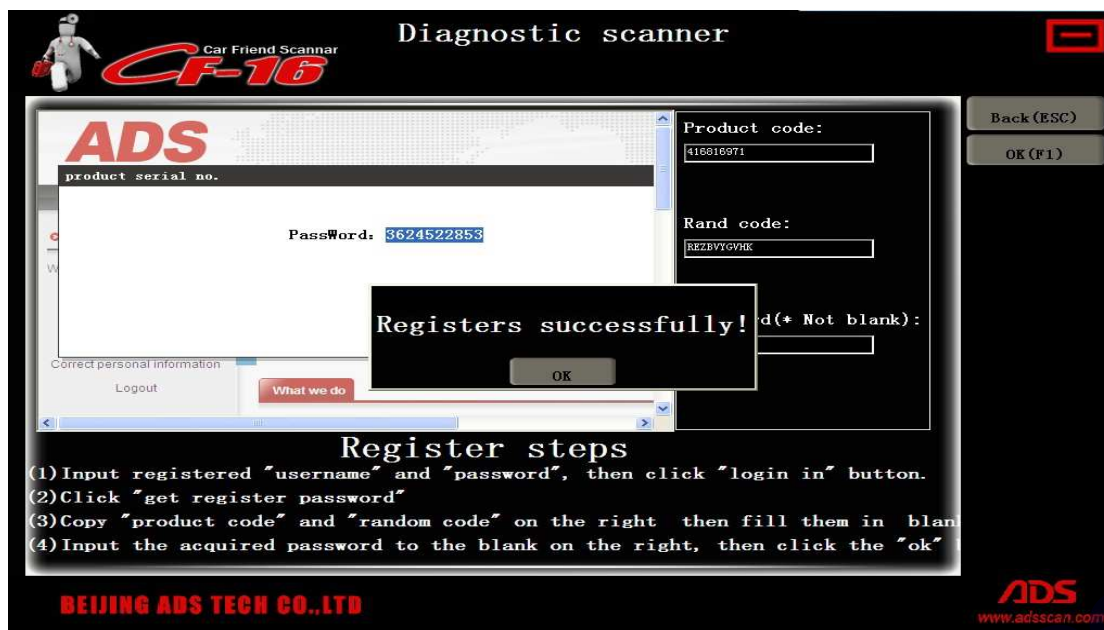 Diagnostic scanner
Car Friend Scannar
CF-16
Back(ESC)
OK(F1)
ADS
product serial no.
PassWord: 3624522853
Product code:
416816971
Rand code:
REZBVYGVHK
d(* Not blank):
Registers successfully!
OK
Correct personal information
Logout
What we do
Register steps
(1)Input registered "username" and "password", then click "login in" button.
(2)Click "get register password"
(3)Copy "product code" and "random code" on the right then fill them in blan
(4)Input the acquired password to the blank on the right, then click the "ok"
BEIJING ADS TECH CO.,LTD
ADS
www.adsscan.com